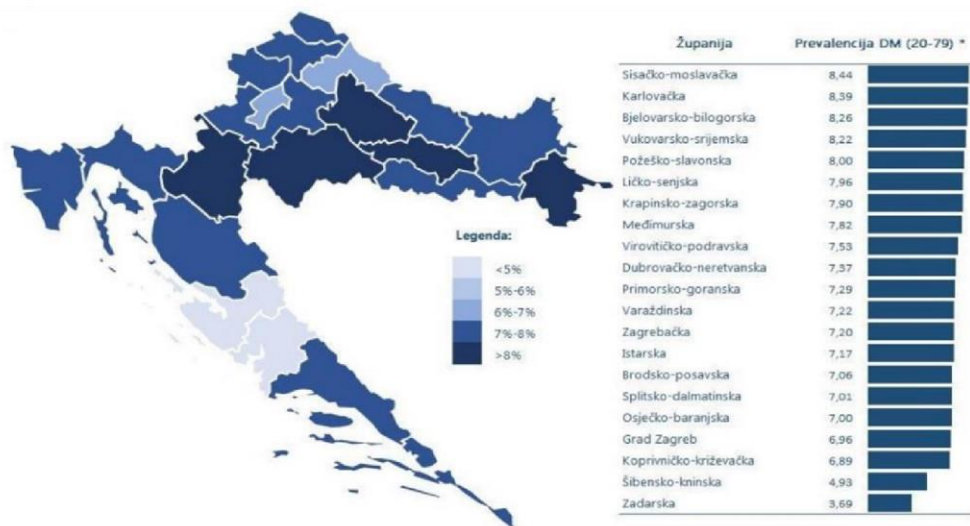 Županija Prevalencija DM (20-79) *
Sisačko-moslavačka 8,44
Karlovačka 8,39
Bjelovarsko-bilogorska 8,26
Vukovarsko-srijemska 8,22
Požeško-slavonska 8,00
Ličko-senjska 7,96
Krapinsko-zagorska 7,90
Međimurska 7,82
Virovitičko-podravska 7,53
Dubrovačko-neretvanska 7,37
Primorsko-goranska 7,29
Varaždinska 7,22
Zagrebačka 7,20
Istarska 7,17
Brodsko-posavska 7,06
Splitsko-dalmatinska 7,01
Osječko-baranjska 7,00
Grad Zagreb 6,96
Koprivničko-križevačka 6,89
Šibensko-kninska 4,93
Zadarska 3,69
Legenda:
<5%
5%-6%
6%-7%
7%-8%
>8%